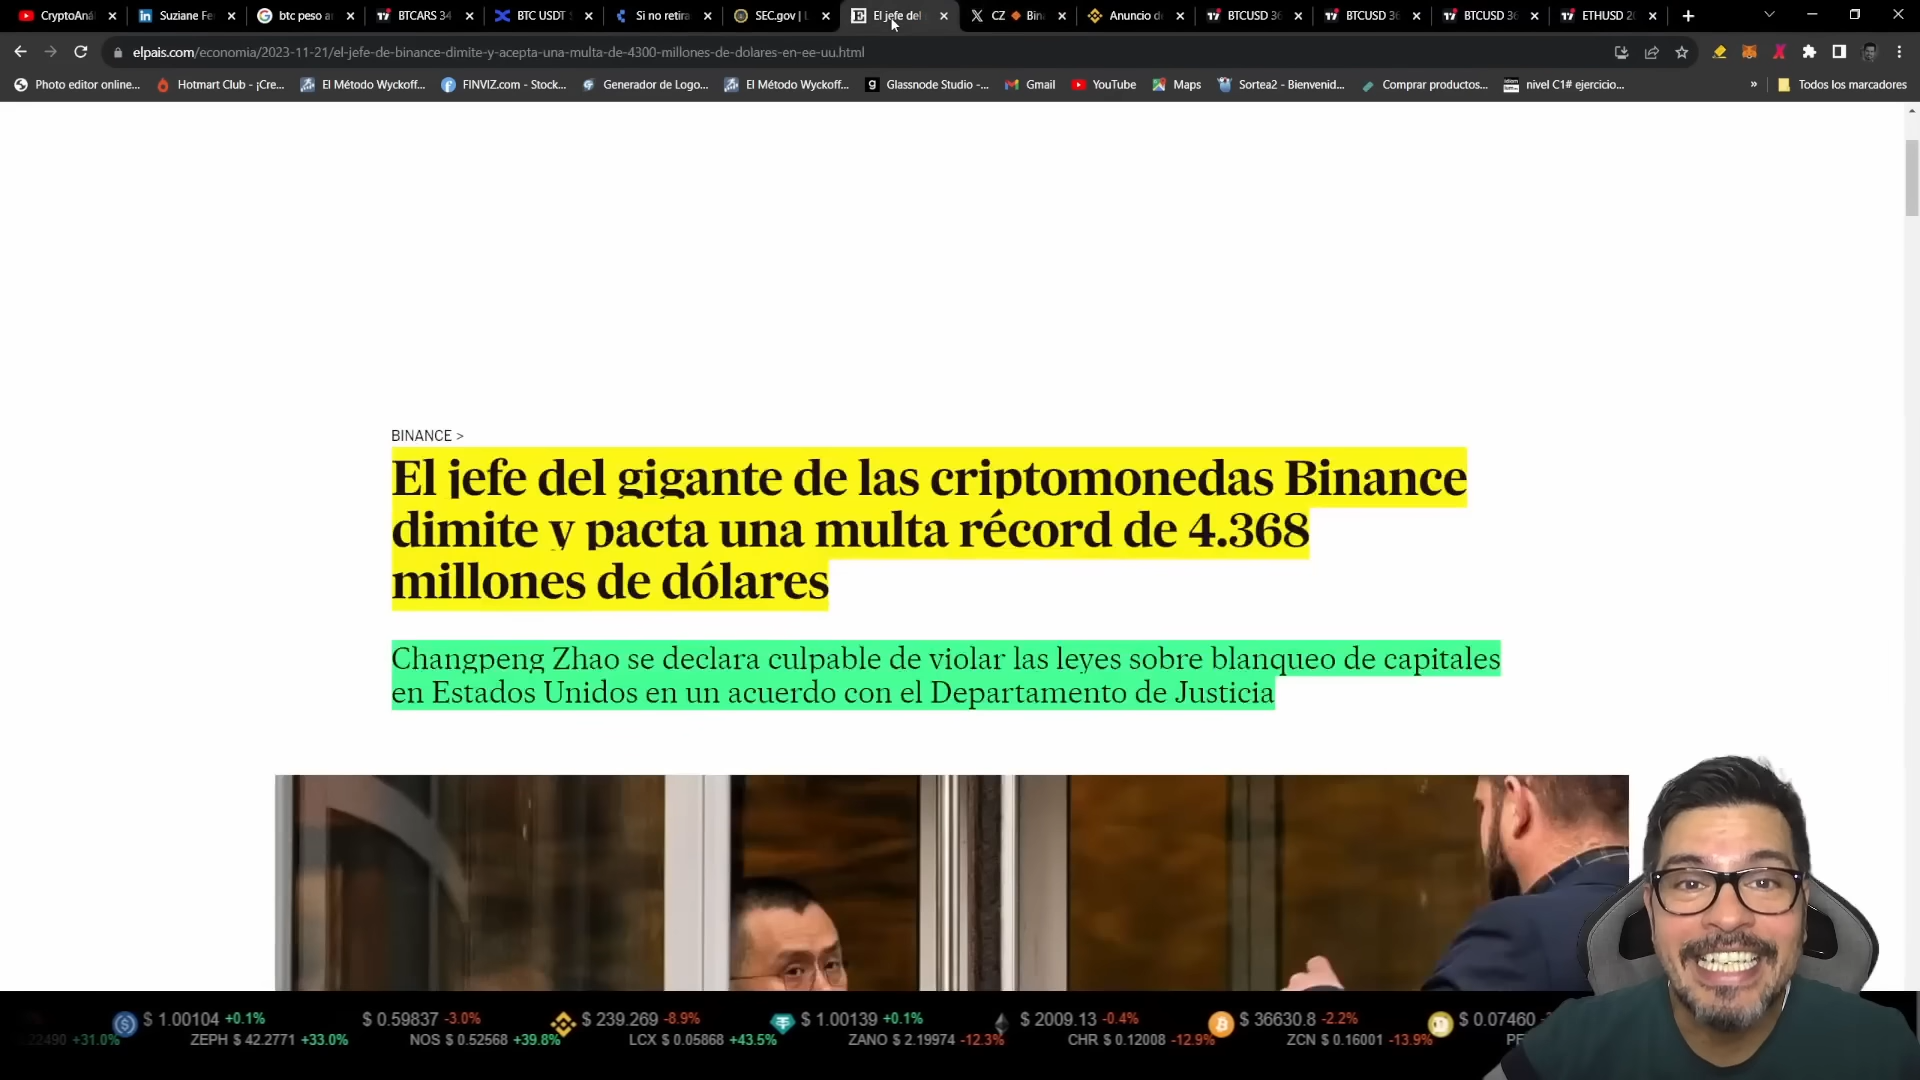 CryptoAnál
Suziane Fe
btc peso a
BTCARS 34
BTC USDT
Si no retira
SEC.gov |
El jefe del
CZ 🔸 Bin
Anuncio d
BTCUSD 36
BTCUSD 36
BTCUSD 36
ETHUSD 20
elpais.com/economia/2023-11-21/el-jefe-de-binance-dimite-y-acepta-una-multa-de-4300-millones-de-dolares-en-ee-uu.html
Photo editor online...
Hotmart Club - ¡Cre...
El Método Wyckoff...
FINVIZ.com - Stock...
Generador de Logo...
El Método Wyckoff...
Glassnode Studio -...
Gmail
YouTube
Maps
Sortea2 - Bienvenid...
Comprar productos...
nivel C1# ejercicio...
»
Todos los marcadores
BINANCE >
El jefe del gigante de las criptomonedas Binance
dimite y pacta una multa récord de 4.368
millones de dólares
Changpeng Zhao se declara culpable de violar las leyes sobre blanqueo de capitales
en Estados Unidos en un acuerdo con el Departamento de Justicia
$ 1.00104 +0.1% $ 0.59837 -3.0% $ 239.269 -8.9% $ 1.00139 +0.1% $ 2009.13 -0.4% $ 36630.8 -2.2% $ 0.07460
22490 +31.0% ZEPH $ 42.2771 +33.0% NOS $ 0.52568 +39.8% LCX $ 0.05868 +43.5% ZANO $ 2.19974 -12.3% CHR $ 0.12008 -12.9% ZCN $ 0.16001 -13.9% PE